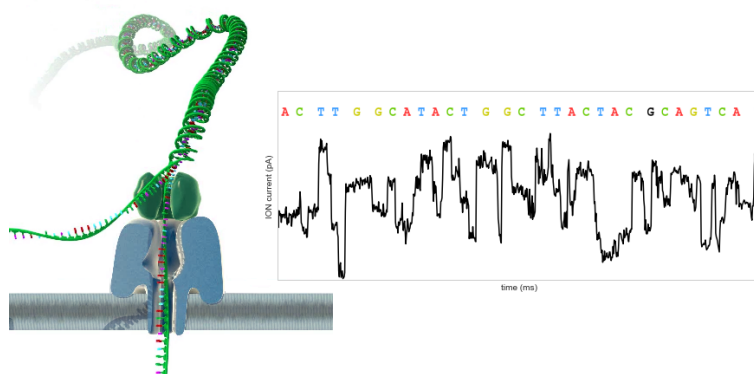 A C T T G G C A T A C T G G C T T A C T A C G C A G T C A
ION current (pA)
time (ms)